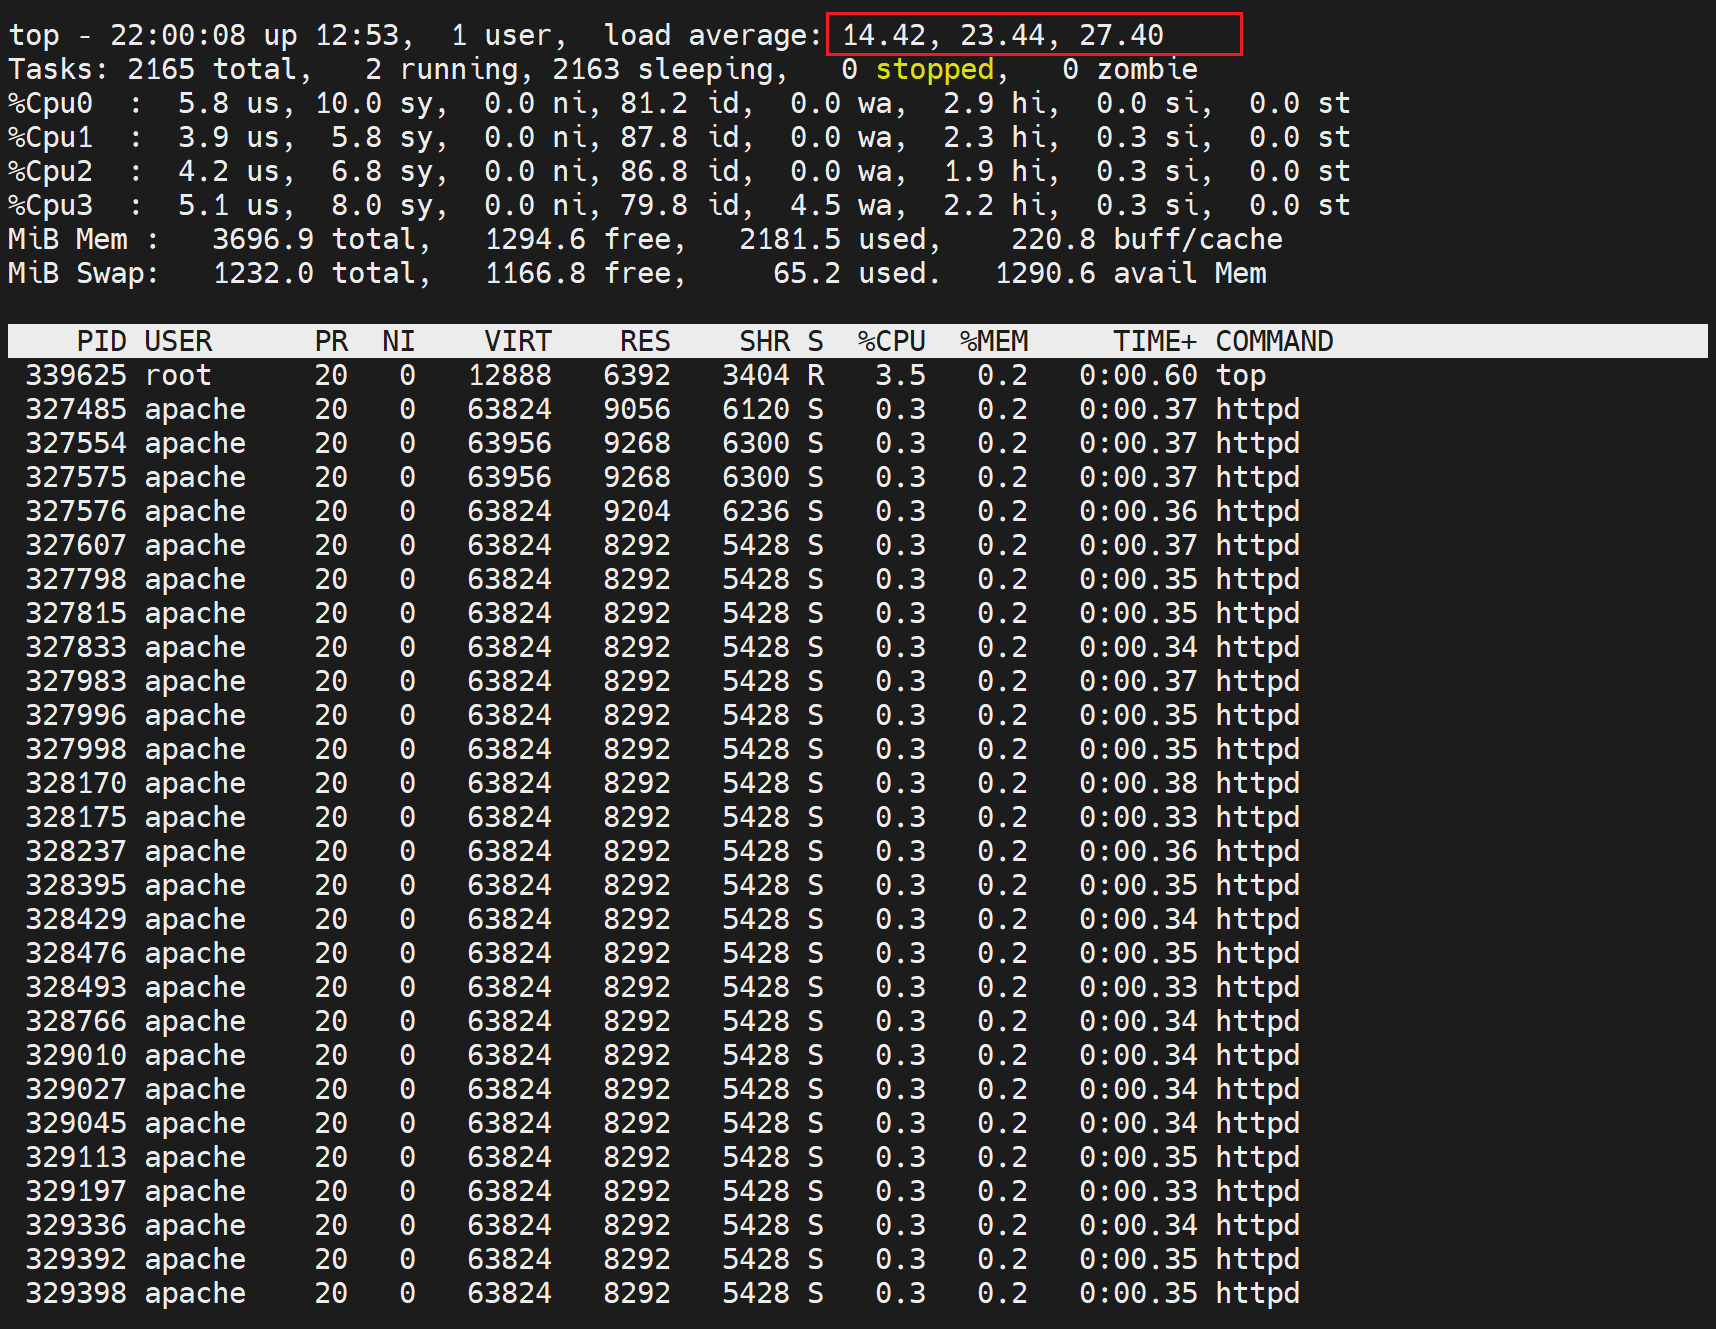 top - 22:00:08 up 12:53,  1 user,  load average: 14.42, 23.44, 27.40
Tasks: 2165 total,   2 running, 2163 sleeping,   0 stopped,   0 zombie
%Cpu0  :  5.8 us, 10.0 sy,  0.0 ni, 81.2 id,  0.0 wa,  2.9 hi,  0.0 si,  0.0 st
%Cpu1  :  3.9 us,  5.8 sy,  0.0 ni, 87.8 id,  0.0 wa,  2.3 hi,  0.3 si,  0.0 st
%Cpu2  :  4.2 us,  6.8 sy,  0.0 ni, 86.8 id,  0.0 wa,  1.9 hi,  0.3 si,  0.0 st
%Cpu3  :  5.1 us,  8.0 sy,  0.0 ni, 79.8 id,  4.5 wa,  2.2 hi,  0.3 si,  0.0 st
MiB Mem :   3696.9 total,   1294.6 free,   2181.5 used,    220.8 buff/cache
MiB Swap:   1232.0 total,   1166.8 free,     65.2 used.   1290.6 avail Mem
    PID USER      PR  NI    VIRT    RES    SHR S  %CPU  %MEM     TIME+ COMMAND
 339625 root      20   0   12888   6392   3404 R   3.5   0.2   0:00.60 top
 327485 apache    20   0   63824   9056   6120 S   0.3   0.2   0:00.37 httpd
 327554 apache    20   0   63956   9268   6300 S   0.3   0.2   0:00.37 httpd
 327575 apache    20   0   63956   9268   6300 S   0.3   0.2   0:00.37 httpd
 327576 apache    20   0   63824   9204   6236 S   0.3   0.2   0:00.36 httpd
 327607 apache    20   0   63824   8292   5428 S   0.3   0.2   0:00.37 httpd
 327798 apache    20   0   63824   8292   5428 S   0.3   0.2   0:00.35 httpd
 327815 apache    20   0   63824   8292   5428 S   0.3   0.2   0:00.35 httpd
 327833 apache    20   0   63824   8292   5428 S   0.3   0.2   0:00.34 httpd
 327983 apache    20   0   63824   8292   5428 S   0.3   0.2   0:00.37 httpd
 327996 apache    20   0   63824   8292   5428 S   0.3   0.2   0:00.35 httpd
 327998 apache    20   0   63824   8292   5428 S   0.3   0.2   0:00.35 httpd
 328170 apache    20   0   63824   8292   5428 S   0.3   0.2   0:00.38 httpd
 328175 apache    20   0   63824   8292   5428 S   0.3   0.2   0:00.33 httpd
 328237 apache    20   0   63824   8292   5428 S   0.3   0.2   0:00.36 httpd
 328395 apache    20   0   63824   8292   5428 S   0.3   0.2   0:00.35 httpd
 328429 apache    20   0   63824   8292   5428 S   0.3   0.2   0:00.34 httpd
 328476 apache    20   0   63824   8292   5428 S   0.3   0.2   0:00.35 httpd
 328493 apache    20   0   63824   8292   5428 S   0.3   0.2   0:00.33 httpd
 328766 apache    20   0   63824   8292   5428 S   0.3   0.2   0:00.34 httpd
 329010 apache    20   0   63824   8292   5428 S   0.3   0.2   0:00.34 httpd
 329027 apache    20   0   63824   8292   5428 S   0.3   0.2   0:00.34 httpd
 329045 apache    20   0   63824   8292   5428 S   0.3   0.2   0:00.34 httpd
 329113 apache    20   0   63824   8292   5428 S   0.3   0.2   0:00.35 httpd
 329197 apache    20   0   63824   8292   5428 S   0.3   0.2   0:00.33 httpd
 329336 apache    20   0   63824   8292   5428 S   0.3   0.2   0:00.34 httpd
 329392 apache    20   0   63824   8292   5428 S   0.3   0.2   0:00.35 httpd
 329398 apache    20   0   63824   8292   5428 S   0.3   0.2   0:00.35 httpd